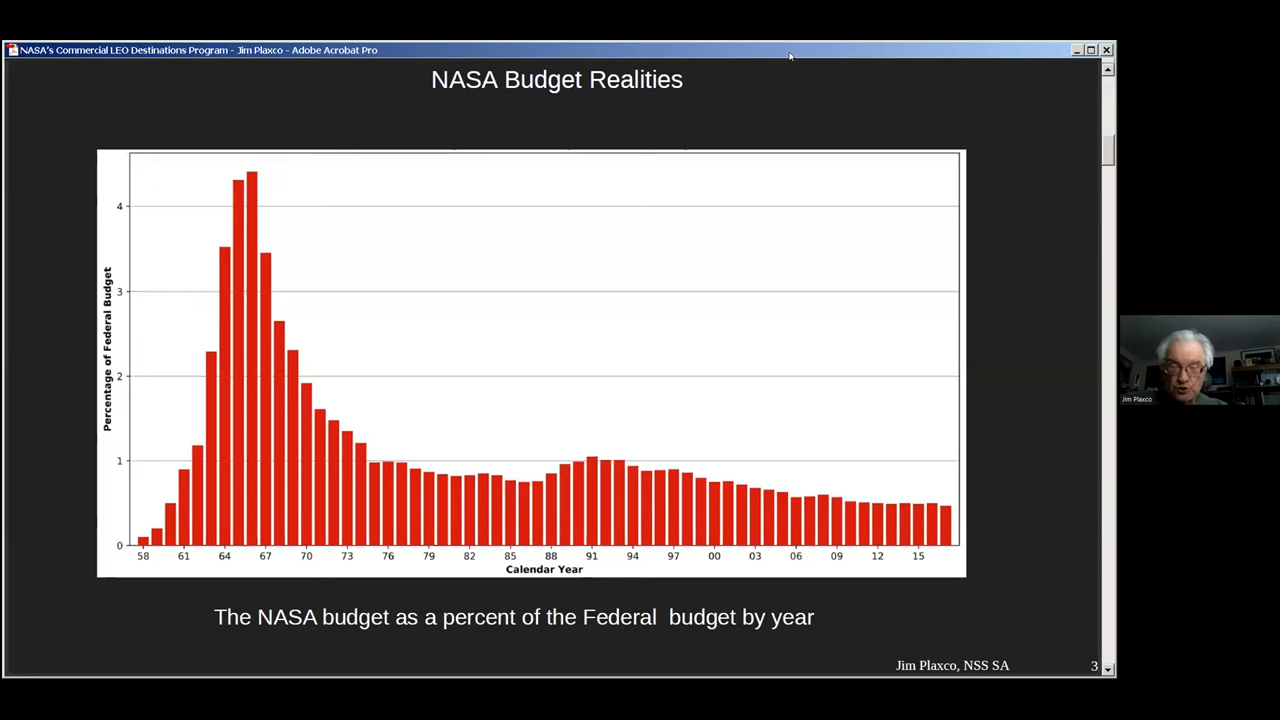 NASA's Commercial LEO Destinations Program - Jim Plaxco - Adobe Acrobat Pro
NASA Budget Realities
4
3
2
1
0
Percentage of Federal Budget
58 61 64 67 70 73 76 79 82 85 88 91 94 97 00 03 06 09 12 15
Calendar Year
The NASA budget as a percent of the Federal  budget by year
Jim Plaxco, NSS SA 3
Jim Plaxco